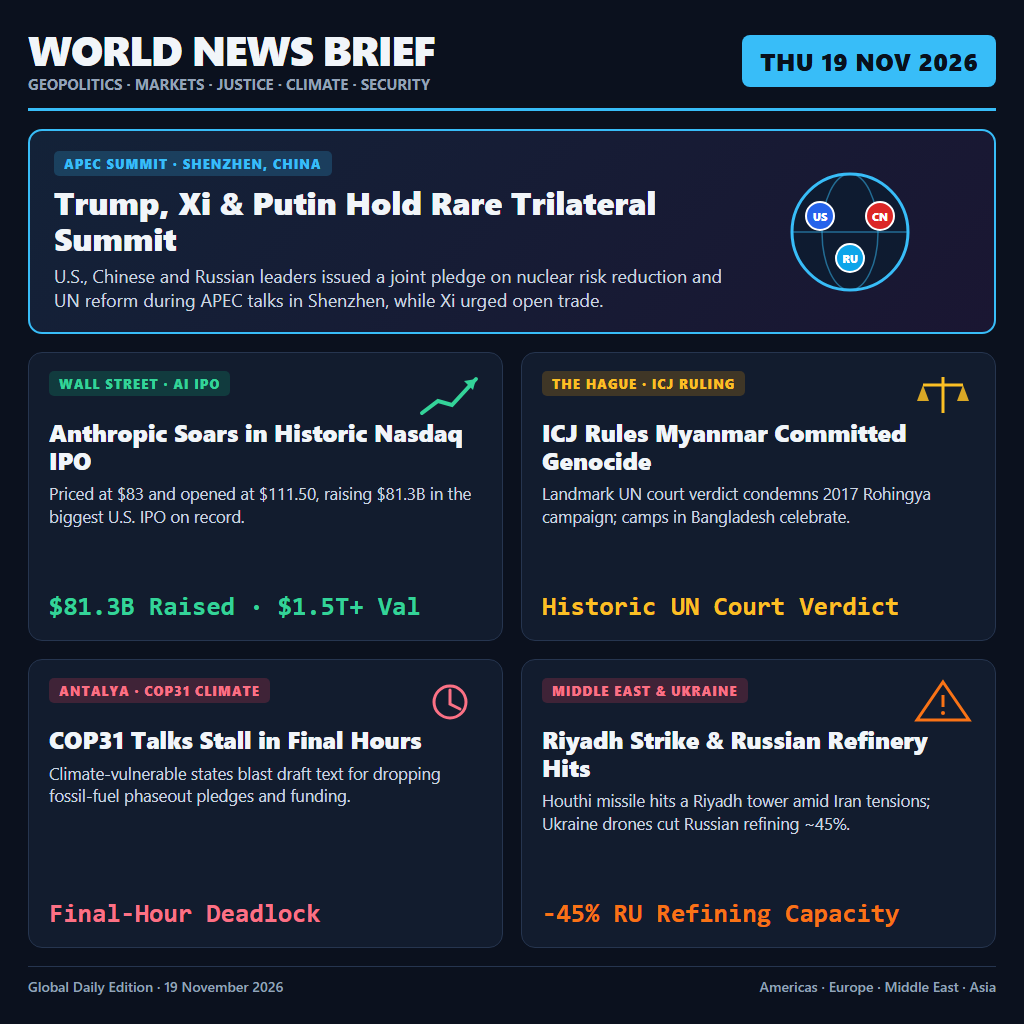 WORLD NEWS BRIEF
GEOPOLITICS · MARKETS · JUSTICE · CLIMATE · SECURITY
THU 19 NOV 2026
APEC SUMMIT · SHENZHEN, CHINA
Trump, Xi & Putin Hold Rare Trilateral
Summit
U.S., Chinese and Russian leaders issued a joint pledge on nuclear risk reduction and
UN reform during APEC talks in Shenzhen, while Xi urged open trade.
US
CN
RU
WALL STREET · AI IPO
Anthropic Soars in Historic Nasdaq
IPO
Priced at $83 and opened at $111.50, raising $81.3B in the
biggest U.S. IPO on record.
$81.3B Raised · $1.5T+ Val
THE HAGUE · ICJ RULING
ICJ Rules Myanmar Committed
Genocide
Landmark UN court verdict condemns 2017 Rohingya
campaign; camps in Bangladesh celebrate.
Historic UN Court Verdict
ANTALYA · COP31 CLIMATE
COP31 Talks Stall in Final Hours
Climate-vulnerable states blast draft text for dropping
fossil-fuel phaseout pledges and funding.
Final-Hour Deadlock
MIDDLE EAST & UKRAINE
Riyadh Strike & Russian Refinery
Hits
Houthi missile hits a Riyadh tower amid Iran tensions;
Ukraine drones cut Russian refining ~45%.
-45% RU Refining Capacity
Global Daily Edition · 19 November 2026
Americas · Europe · Middle East · Asia